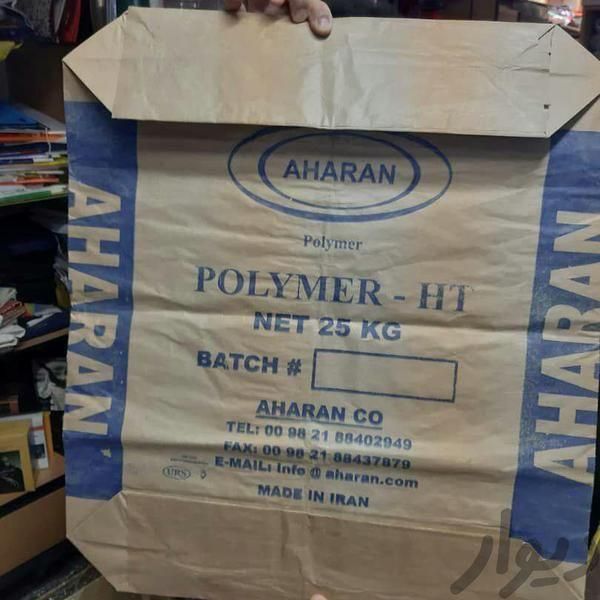 AHARAN
Polymer
POLYMER - HT
NET 25 KG
BATCH #
AHARAN CO
TEL: 00 98 21 88402949
FAX: 00 98 21 88437879
E-MAIL: Info @ aharan.com
URS
MADE IN IRAN
AHARAN
AHARAN
دیوار